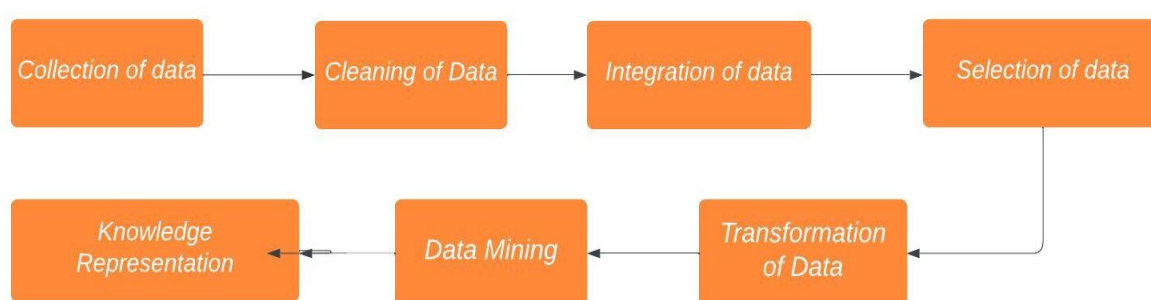 Collection of data
Cleaning of Data
Integration of data
Selection of data
Transformation
of Data
Data Mining
Knowledge
Representation